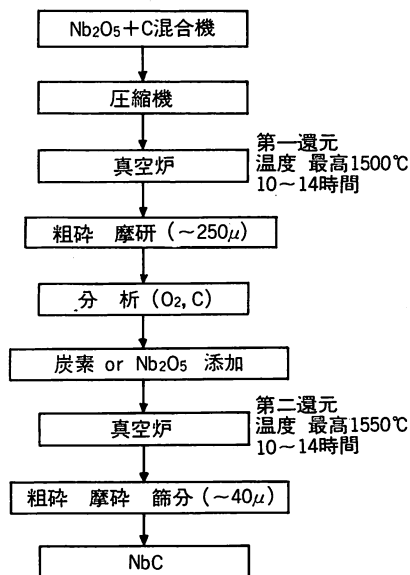 Nb₂O₅+C混合機
圧縮機
真空炉
第一還元
温度 最高1500℃
10〜14時間
粗砕 摩研 (〜250μ)
分 析 (O₂, C)
炭素 or Nb₂O₅ 添加
真空炉
第二還元
温度 最高1550℃
10〜14時間
粗砕 摩砕 篩分 (〜40μ)
NbC